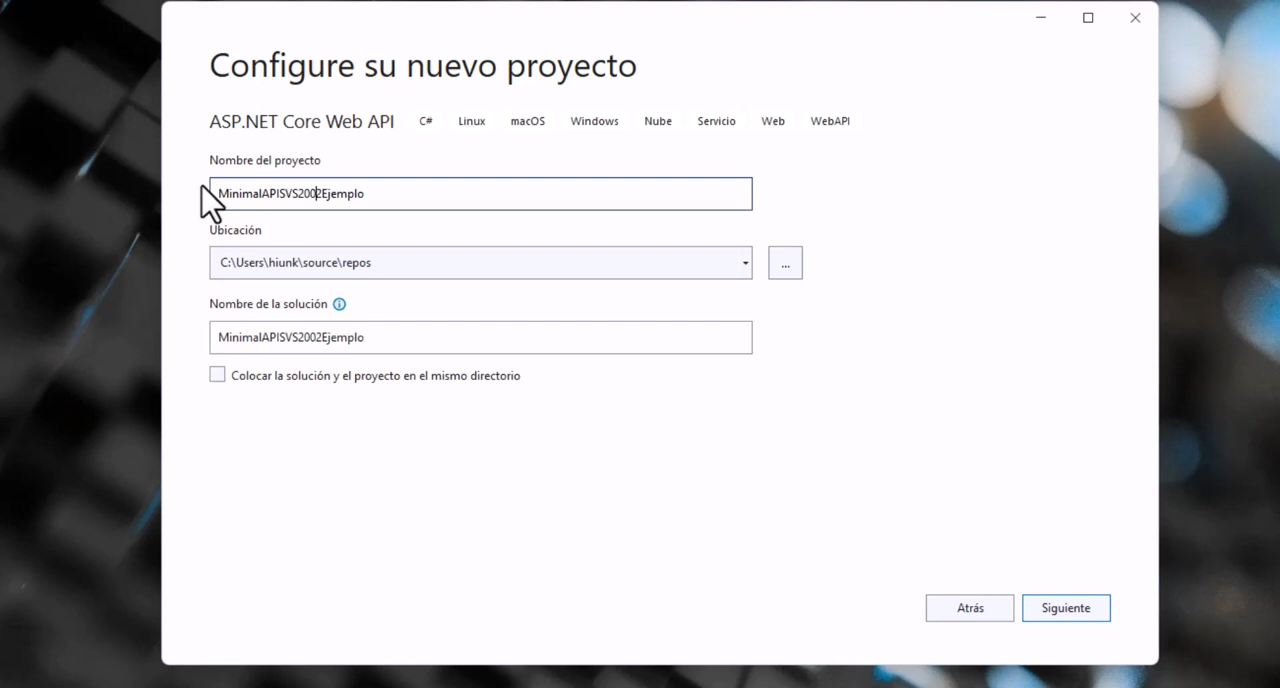 Configure su nuevo proyecto
ASP.NET Core Web API C# Linux macOS Windows Nube Servicio Web WebAPI
Nombre del proyecto
MinimalAPISVS2002Ejemplo
Ubicación
C:\Users\hiunk\source\repos
...
Nombre de la solución
MinimalAPISVS2002Ejemplo
Colocar la solución y el proyecto en el mismo directorio
Atrás Siguiente